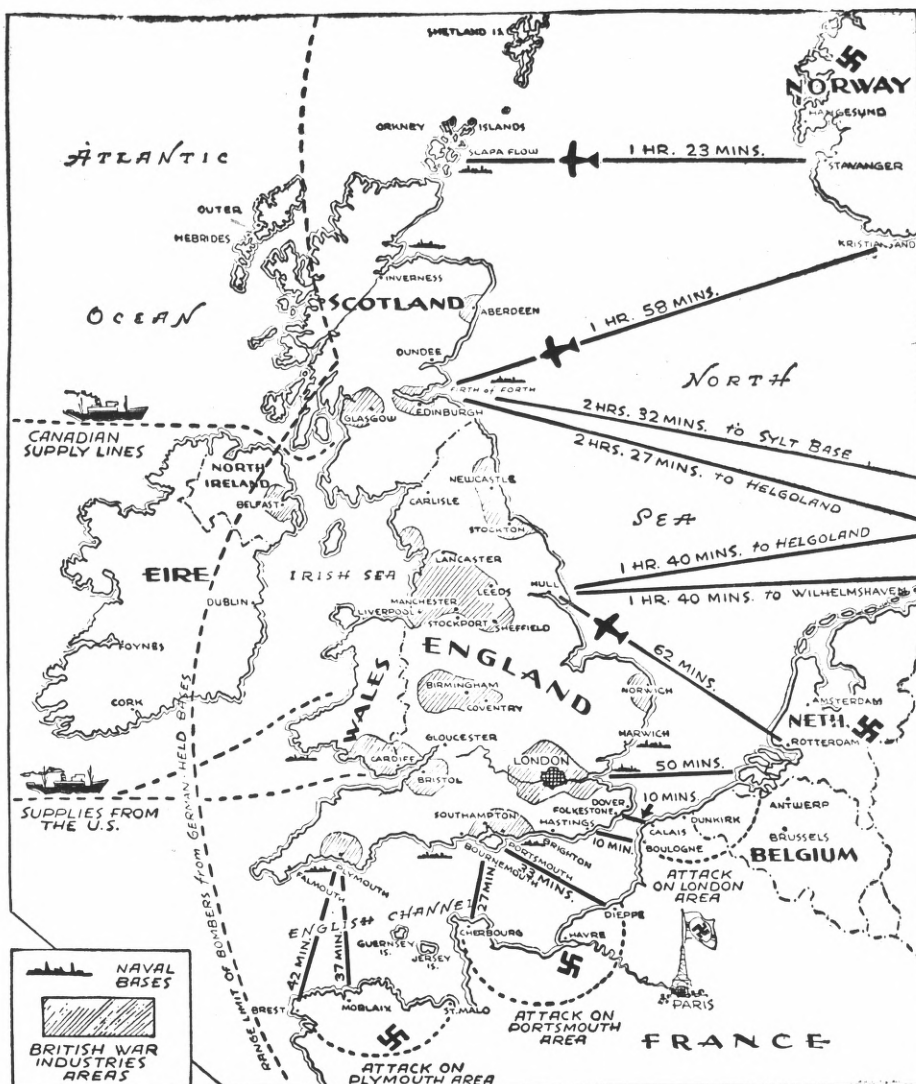 SHETLAND IS.
NORWAY
HANGESUND
ORKNEY ISLANDS
SLAPA FLOW
1 HR. 23 MINS.
STAVANGER
ATLANTIC
OUTER
HEBRIDES
KRISTIANSAND
INVERNESS
SCOTLAND
ABERDEEN
1 HR. 58 MINS.
OCEAN
DUNDEE
NORTH
FIRTH of FORTH
GLASGOW
EDINBURGH
2 HRS. 32 MINS. to SYLT BASE
CANADIAN
SUPPLY LINES
2 HRS. 27 MINS. to HELGOLAND
NORTH
IRELAND
BELFAST
NEWCASTLE
CARLISLE
STOCKTON
SEA
1 HR. 40 MINS. to HELGOLAND
LANCASTER
EIRE
IRISH SEA
HULL
LEEDS
1 HR. 40 MINS. to WILHELMSHAVEN
DUBLIN
MANCHESTER
LIVERPOOL
STOCKPORT
SHEFFIELD
FOYNES
ENGLAND
62 MINS.
WALES
BIRMINGHAM
COVENTRY
NORWICH
AMSTERDAM
CORK
NETH.
HARWICH
ROTTERDAM
GLOUCESTER
CARDIFF
LONDON
BRISTOL
50 MINS.
SUPPLIES FROM
THE U.S.
DOVER
10 MINS.
FOLKESTONE
ANTWERP
SOUTHAMPTON
HASTINGS
DUNKIRK
CALAIS
BRIGHTON
10 MIN.
BRUSSELS
PORTSMOUTH
BOULOGNE
BELGIUM
BOURNEMOUTH
PLYMOUTH
FALMOUTH
33 MINS.
27 MIN.
ATTACK
ON LONDON
AREA
ENGLISH CHANNEL
DIEPPE
CHERBOURG
HAVRE
GUERNSEY
IS.
JERSEY
IS.
42 MIN.
37 MIN.
PARIS
BREST
MOBLAIX
ST. MALO
ATTACK ON
PORTSMOUTH
AREA
FRANCE
ATTACK ON
PLYMOUTH AREA
RANGE LIMIT OF BOMBERS from GERMAN HELD BASES
NAVAL
BASES
BRITISH WAR
INDUSTRIES
AREAS